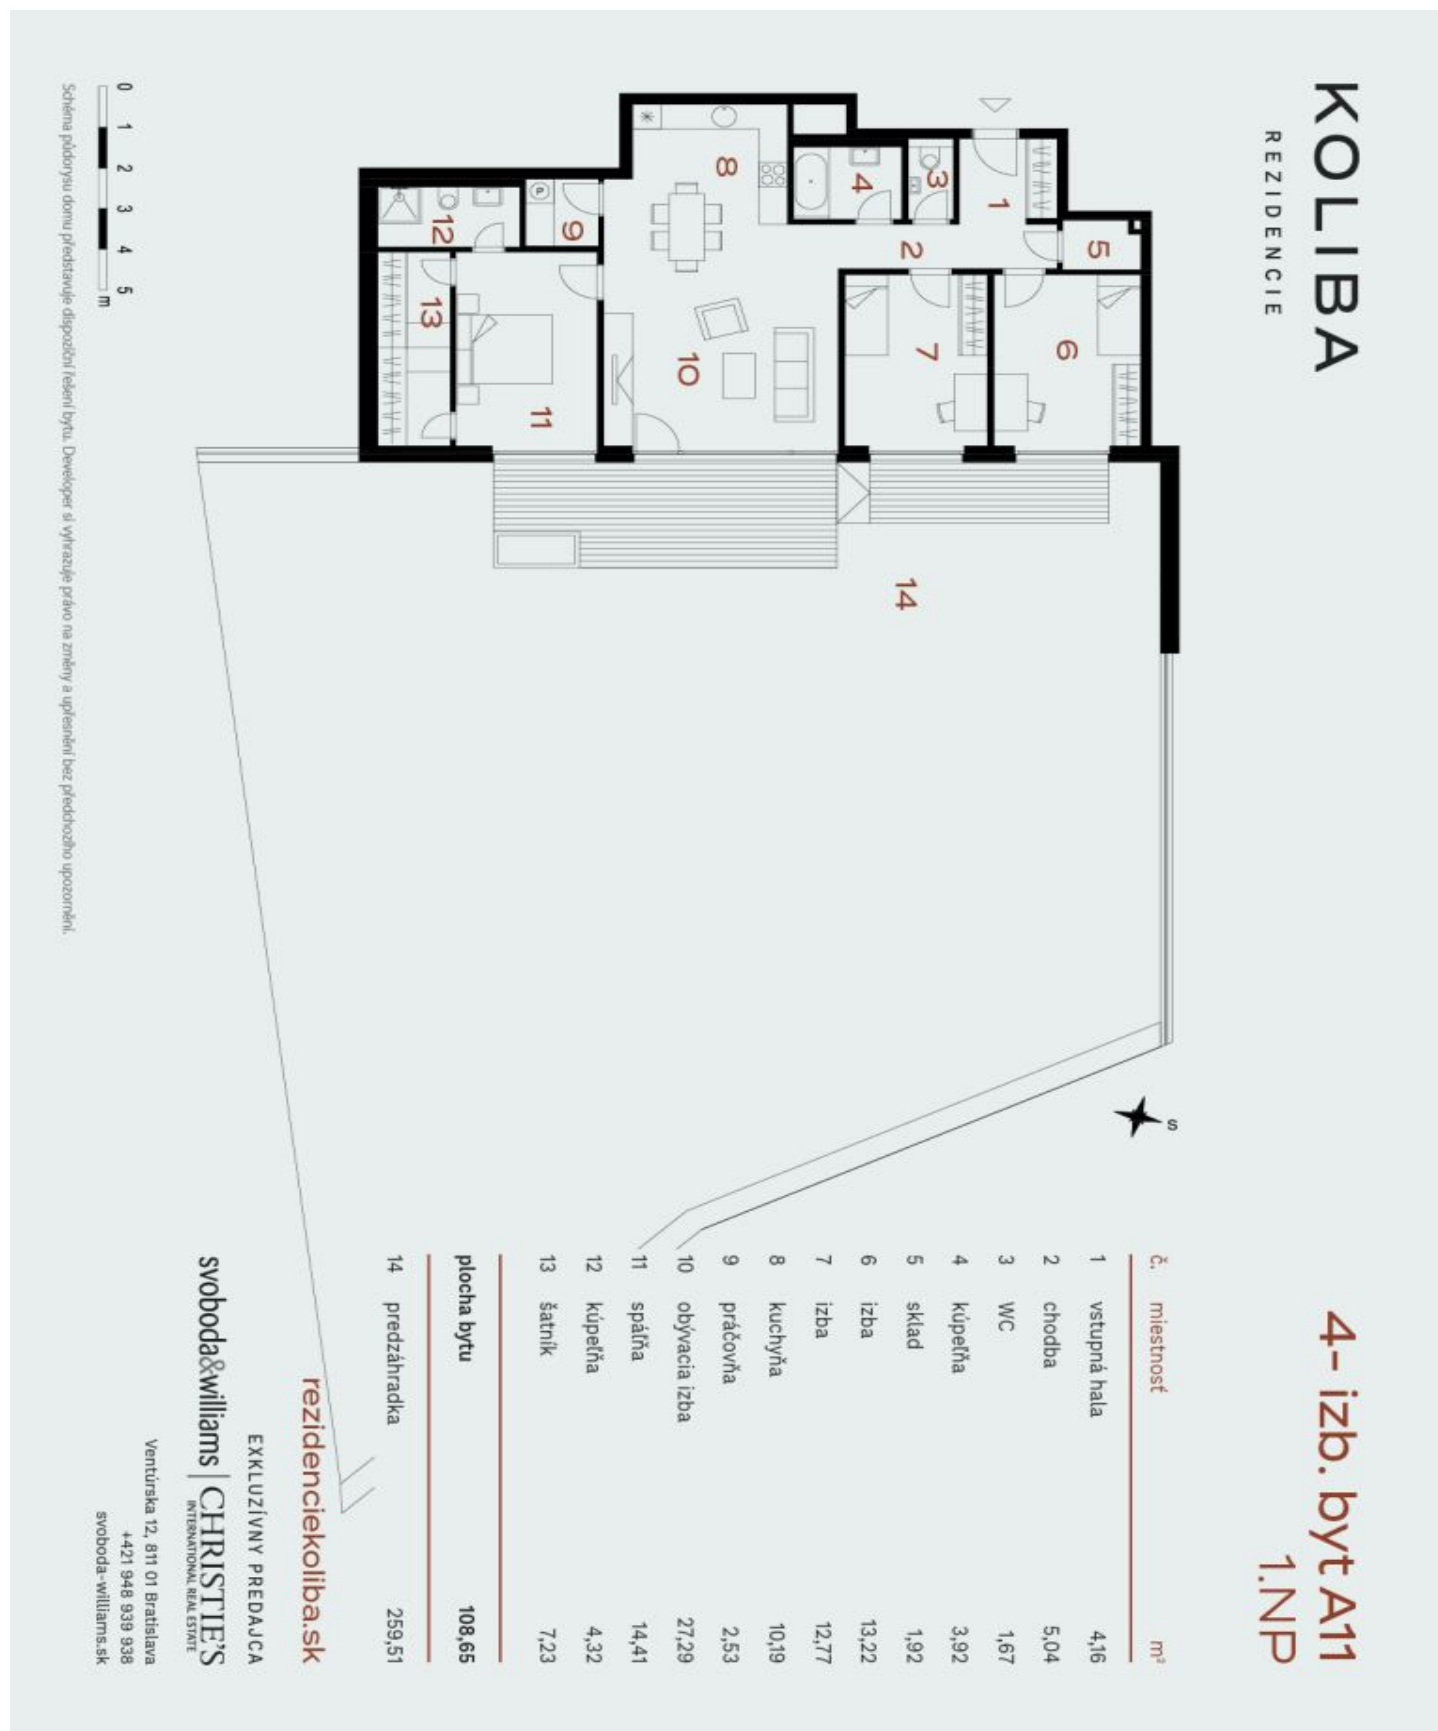 KOLIBA
REZIDENCIE
4- izb. byt A11
1.NP
č. miestnosť m²
1 vstupná hala 4,16
2 chodba 5,04
3 WC 1,67
4 kúpeľňa 3,92
5 sklad 1,92
6 izba 13,22
7 izba 12,77
8 kuchyňa 10,19
9 práčovňa 2,53
10 obývacia izba 27,29
11 spálňa 14,41
12 kúpeľňa 4,32
13 šatník 7,23
plocha bytu 108,65
14 predzáhradka 259,51
rezidenciekoliba.sk
EXKLUZÍVNY PREDAJCA
svoboda&williams | CHRISTIE'S
INTERNATIONAL REAL ESTATE
Ventúrska 12, 811 01 Bratislava
+421 948 939 938
svoboda-williams.sk
1
2
3
4
5
6
7
8
9
10
11
12
13
14
S
0 1 2 3 4 5
m
Schéma půdorysu domu představuje dispoziční řešení bytu. Developer si vyhrazuje právo na změny a upřesnění bez předchozího upozornění.